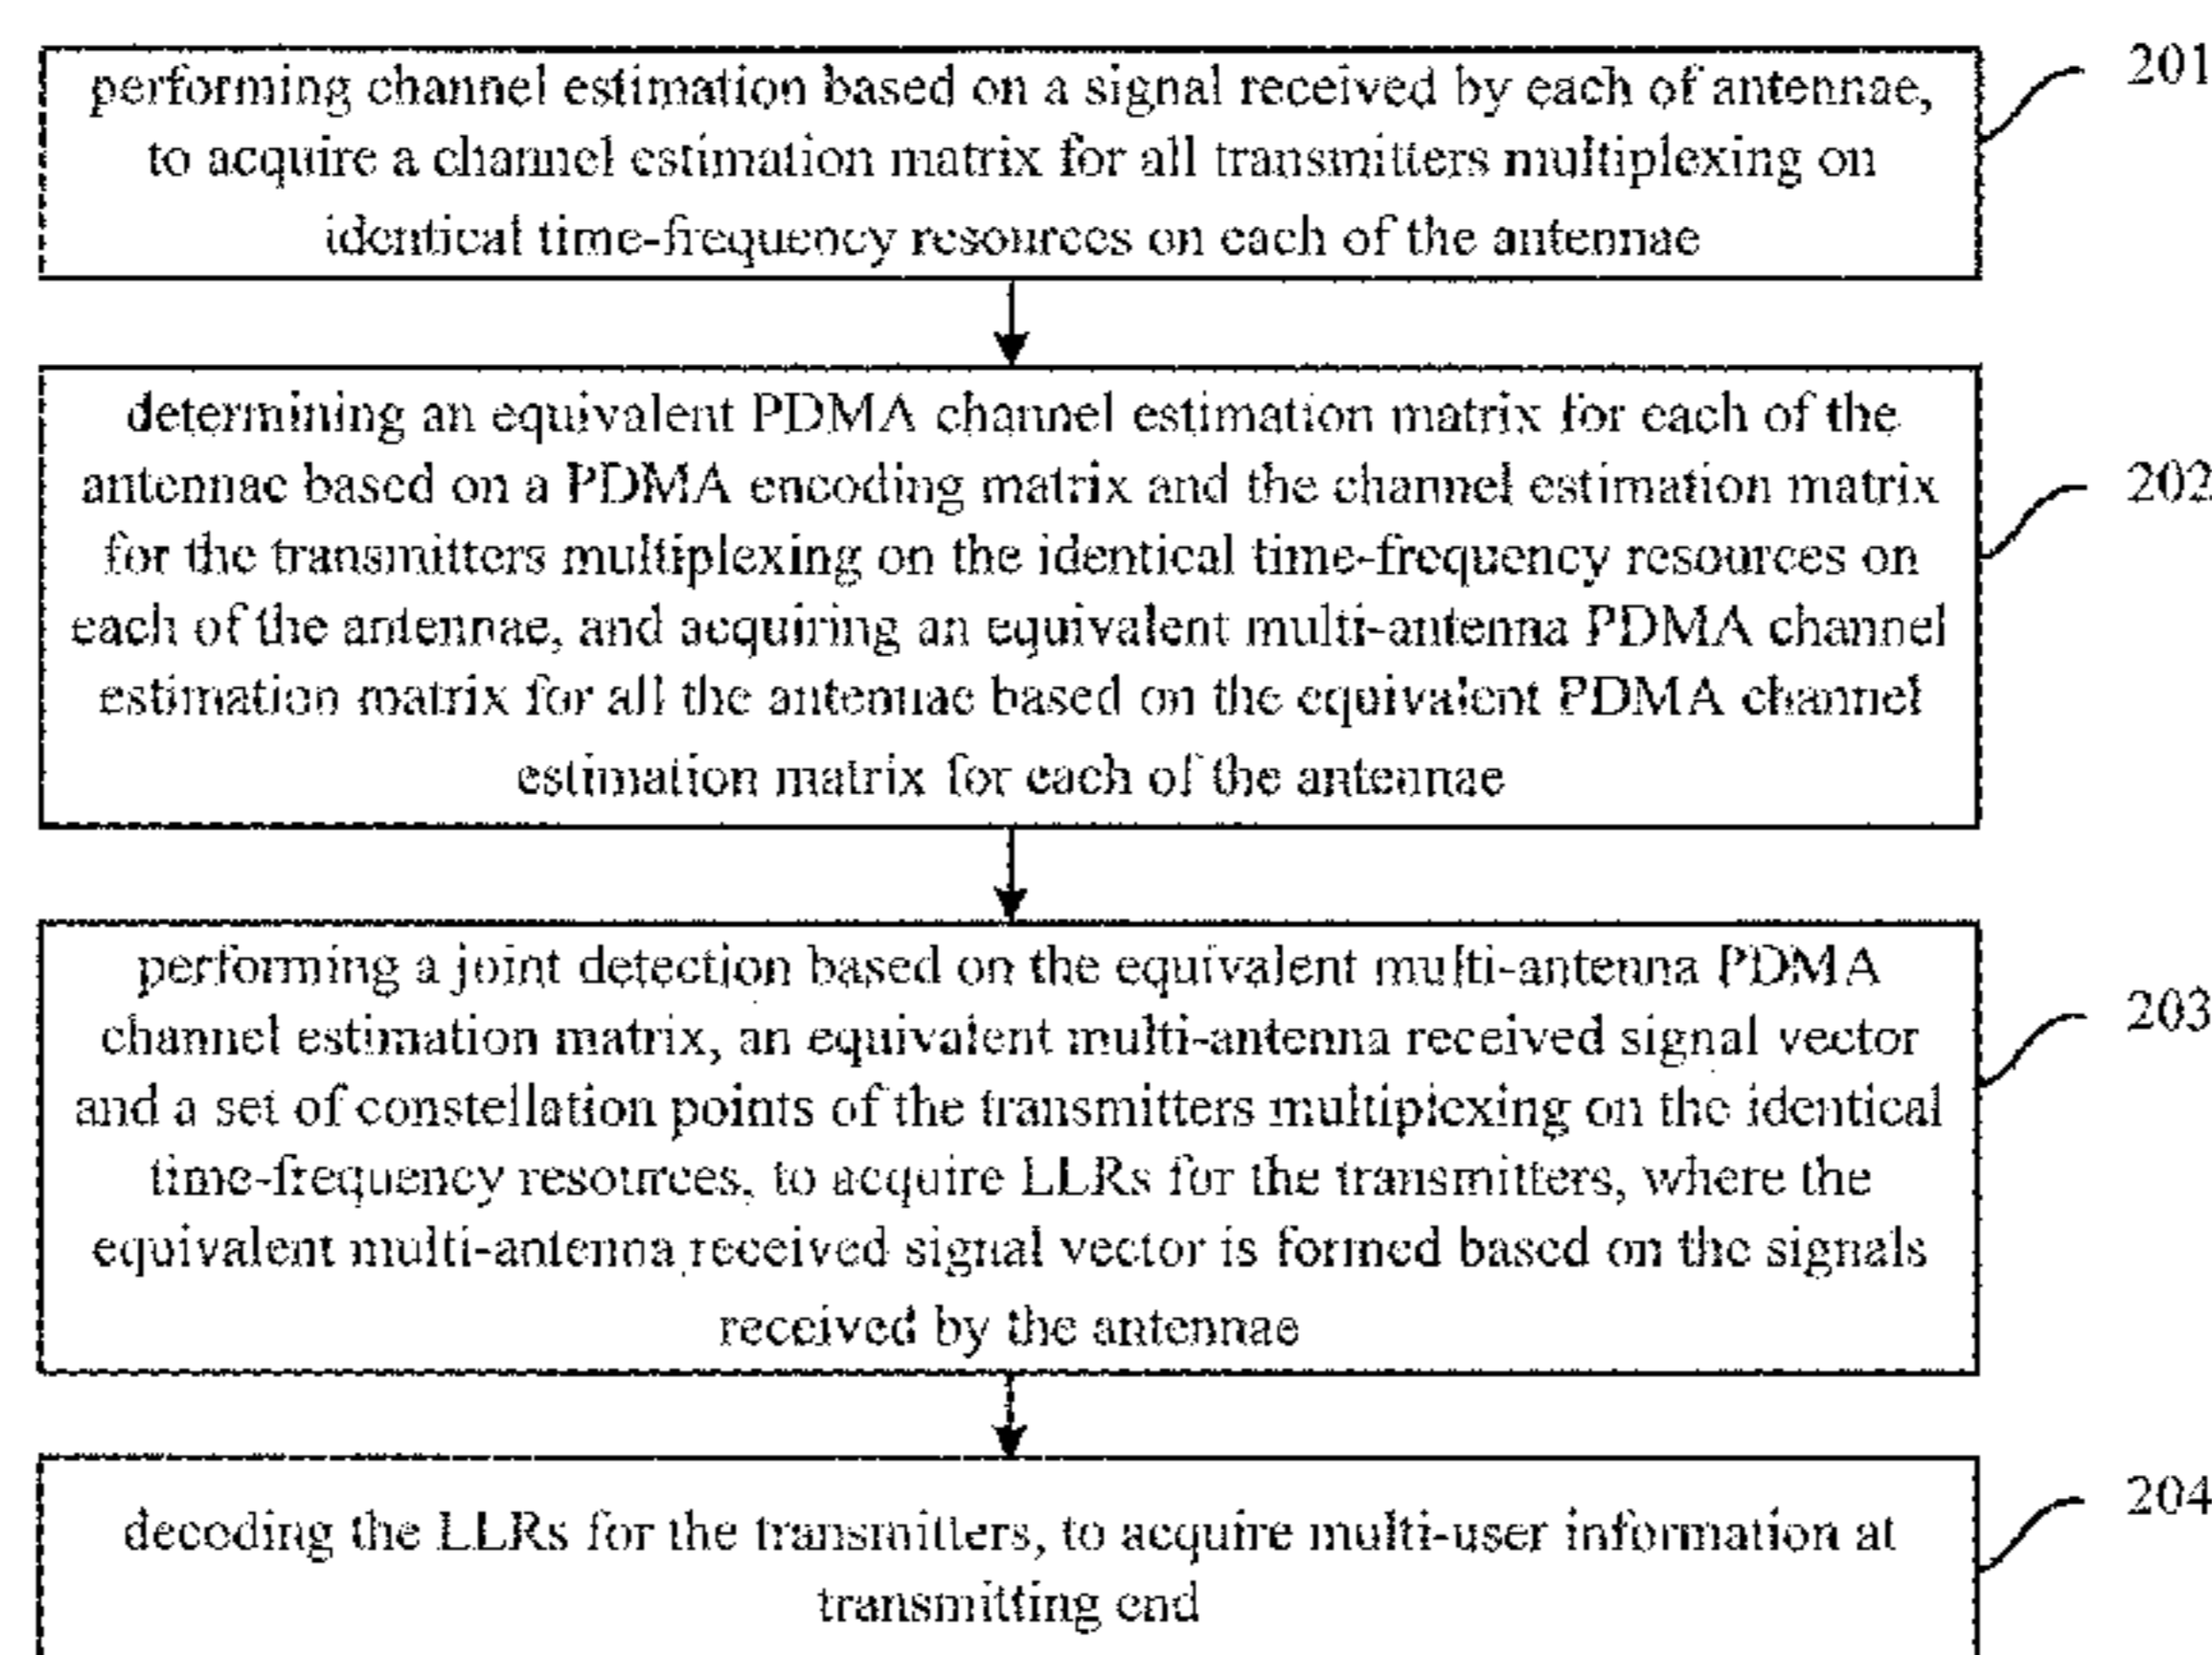 performing channel estimation based on a signal received by each of antennae,
to acquire a channel estimation matrix for all transmitters multiplexing on
identical time-frequency resources on each of the antennae
201
determining an equivalent PDMA channel estimation matrix for each of the
antennae based on a PDMA encoding matrix and the channel estimation matrix
for the transmitters multiplexing on the identical time-frequency resources on
each of the antennae, and acquiring an equivalent multi-antenna PDMA channel
estimation matrix for all the antennae based on the equivalent PDMA channel
estimation matrix for each of the antennae
202
performing a joint detection based on the equivalent multi-antenna PDMA
channel estimation matrix, an equivalent multi-antenna received signal vector
and a set of constellation points of the transmitters multiplexing on the identical
time-frequency resources, to acquire LLRs for the transmitters, where the
equivalent multi-antenna received signal vector is formed based on the signals
received by the antennae
203
decoding the LLRs for the transmitters, to acquire multi-user information at
transmitting end
204